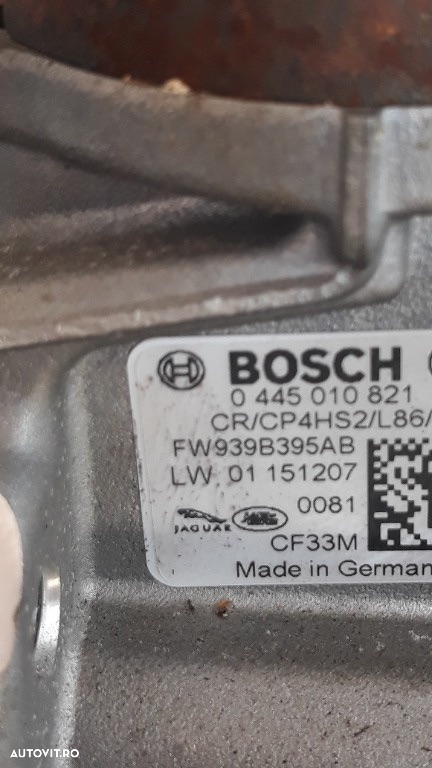 BOSCH
0 445 010 821
CR/CP4HS2/L86/
FW939B395AB
LW 01 151207
0081
JAGUAR
CF33M
Made in German
AUTOVIT.RO